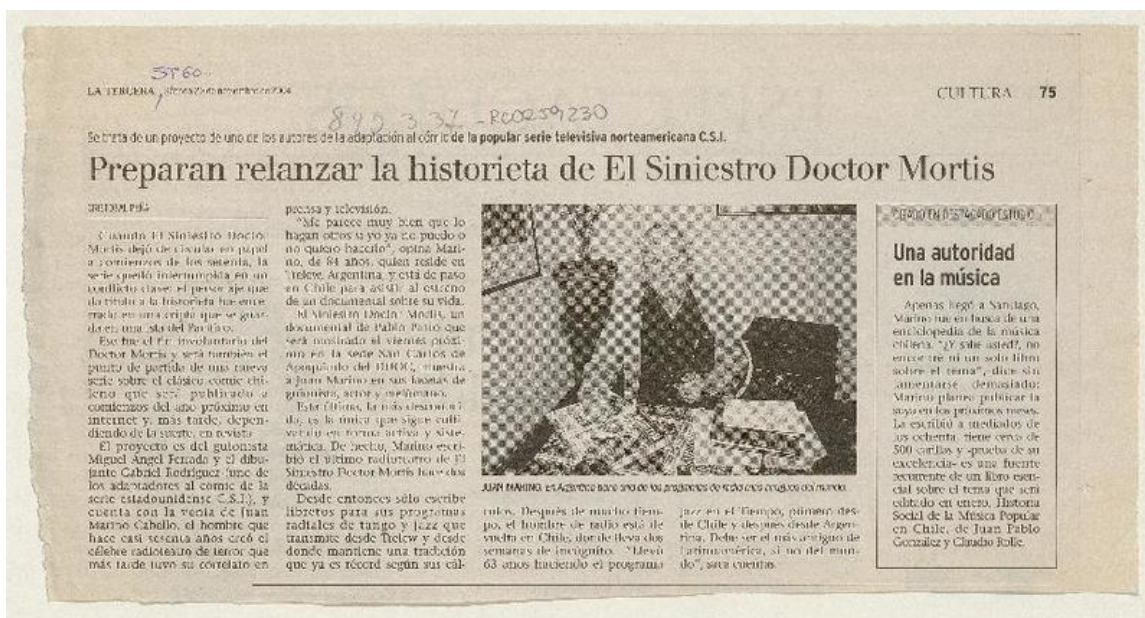 ST60
LA TERCERA, de noviembre de 2004
CULTURA 75
892337 - RC0259230
Se trata de un proyecto de uno de los autores de la adaptación al cómic de la popular serie televisiva norteamericana C.S.I.
Preparan relanzar la historieta de El Siniestro Doctor Mortis
CRISTOBAL PEÑA
Cuando El Siniestro Doctor
Mortis dejó de circular en papel
a comienzos de los setenta, la
serie quedó interrumpida en un
conflicto clave: el personaje que
da título a la historieta fue ence-
rrado en una cripta que se guar-
da en una isla del Pacífico.
Ese fue el fin involuntario del
Doctor Mortis y será también el
punto de partida de una nueva
serie sobre el clásico comic chi-
leno que será publicado a
comienzos del año próximo en
internet y, más tarde, depen-
diendo de la suerte, en revista.
El proyecto es del guionista
Miguel Angel Ferrada y el dibu-
jante Gabriel Rodríguez (uno de
los adaptadores al comic de la
serie estadounidense C.S.I.), y
cuenta con la venia de Juan
Marino Cabello, el hombre que
hace casi sesenta años creó el
célebre radioteatro de terror que
más tarde tuvo su correlato en
prensa y televisión.
"Me parece muy bien que lo
hagan otros si yo ya no puedo o
no quiero hacerlo", opina Mari-
no, de 84 años, quien reside en
Trelew, Argentina, y está de paso
en Chile para asistir al estreno
de un documental sobre su vida.
El Siniestro Doctor Mortis, un
documental de Pablo Pinto que
será mostrado el viernes próxi-
mo en la sede San Carlos de
Apoquindo del DUOC, muestra
a Juan Marino en sus facetas de
guionista, actor y melómano.
Esta última, la más desconoci-
da, es la única que sigue culti-
vando en forma activa y siste-
mática. De hecho, Marino escri-
bió el último radioteatro de El
Siniestro Doctor Mortis hace dos
décadas.
Desde entonces sólo escribe
libretos para sus programas
radiales de tango y jazz que
transmite desde Trelew y desde
donde mantiene una tradición
que ya es récord según sus cál-
JUAN MARINO. En Argentina tiene uno de los programas de radio más antiguos del mundo.
culos. Después de mucho tiem-
po, el hombre de radio está de
vuelta en Chile, donde lleva dos
semanas de incógnito. "Llevo
63 años haciendo el programa
jazz en el Tiempo, primero des-
de Chile y después desde Argen-
tina. Debe ser el más antiguo de
Latinoamérica, si no del mun-
do", saca cuentas.
CRIADO EN DESTACADO ESTUDIO
Una autoridad
en la música
Apenas llegó a Santiago,
Marino fue en busca de una
enciclopedia de la música
chilena. "¿Y sabe usted?, no
encontré ni un solo libro
sobre el tema", dice sin
lamentarse demasiado:
Marino planea publicar la
suya en los próximos meses.
La escribió a mediados de
los ochenta, tiene cerca de
500 carillas y -prueba de su
excelencia- es una fuente
recurrente de un libro esen-
cial sobre el tema que será
editado en enero, Historia
Social de la Música Popular
en Chile, de Juan Pablo
González y Claudio Rolle.